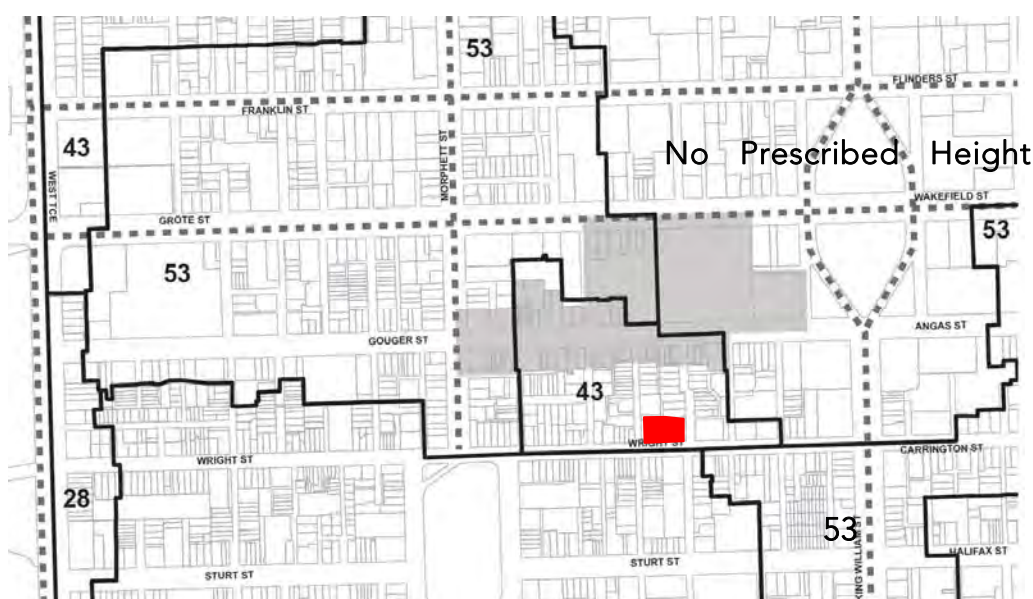 53
FLINDERS ST
FRANKLIN ST
43
MORPHETT ST
No Prescribed Height
WEST TCE
WAKEFIELD ST
GROTE ST
53
53
ANGAS ST
GOUGER ST
43
WRIGHT ST
CARRINGTON ST
WRIGHT ST
28
53
KING WILLIAM ST
HALIFAX ST
STURT ST
STURT ST